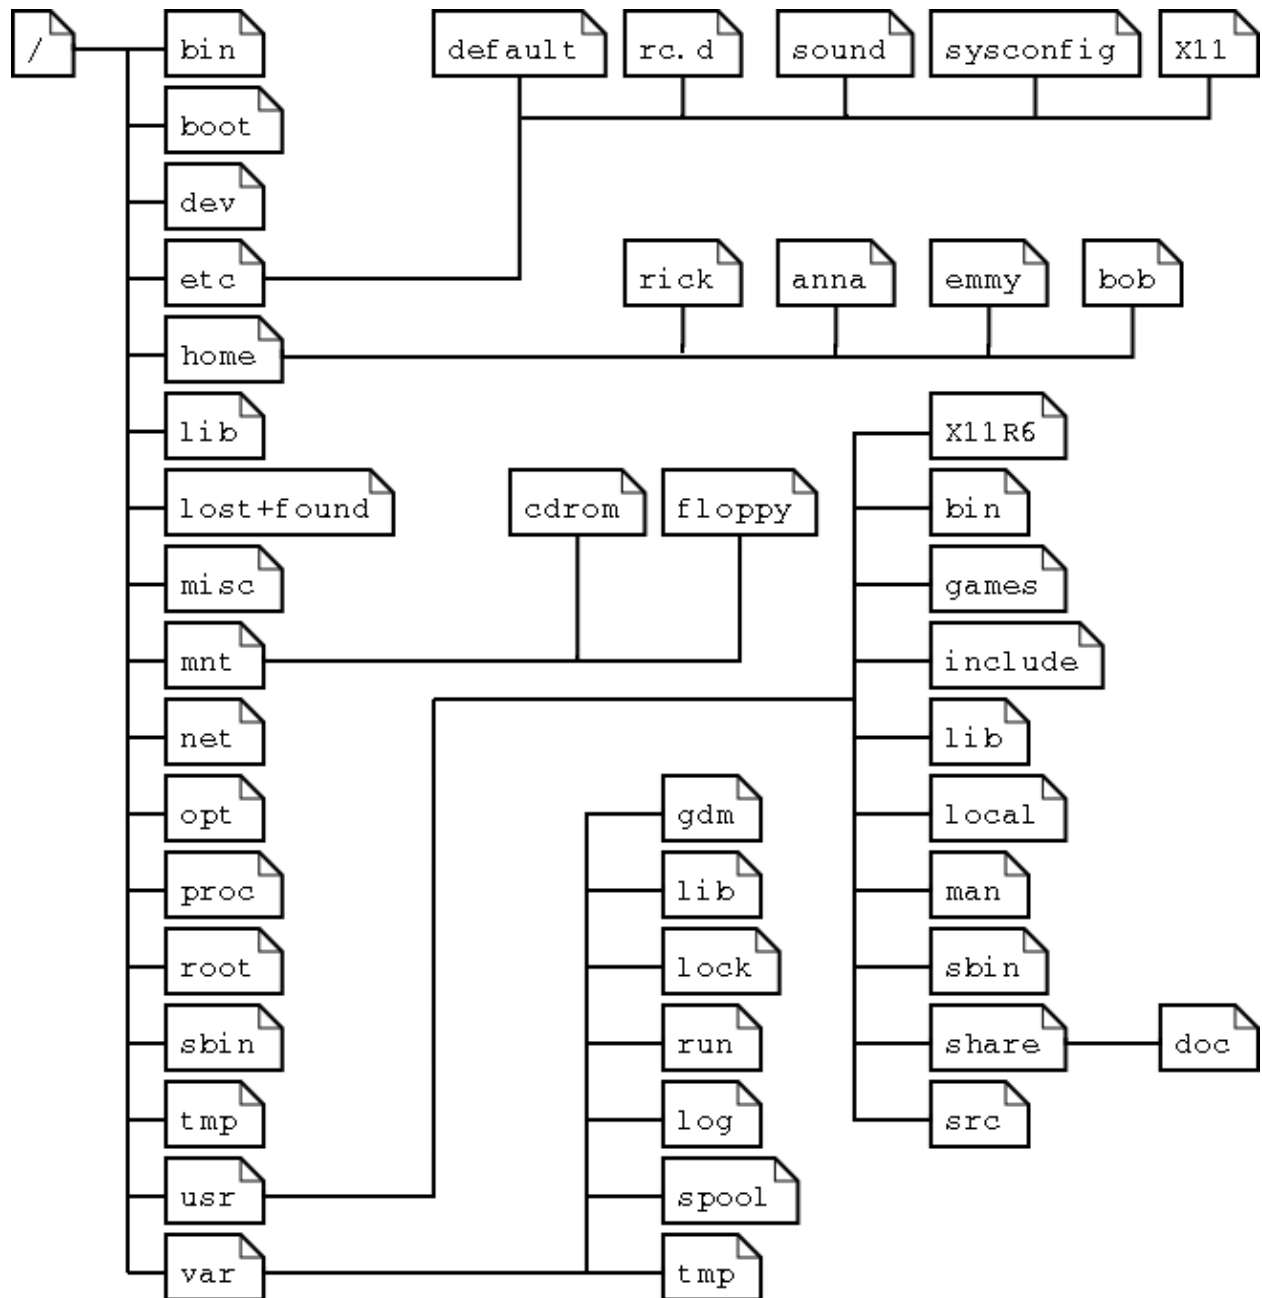 / bin default rc.d sound sysconfig X11
boot
dev
etc rick anna emmy bob
home
lib X11R6
lost+found cdrom floppy bin
misc games
mnt include
net lib
opt gdm local
proc lib man
root lock sbin
sbin run share doc
tmp log src
usr spool
var tmp